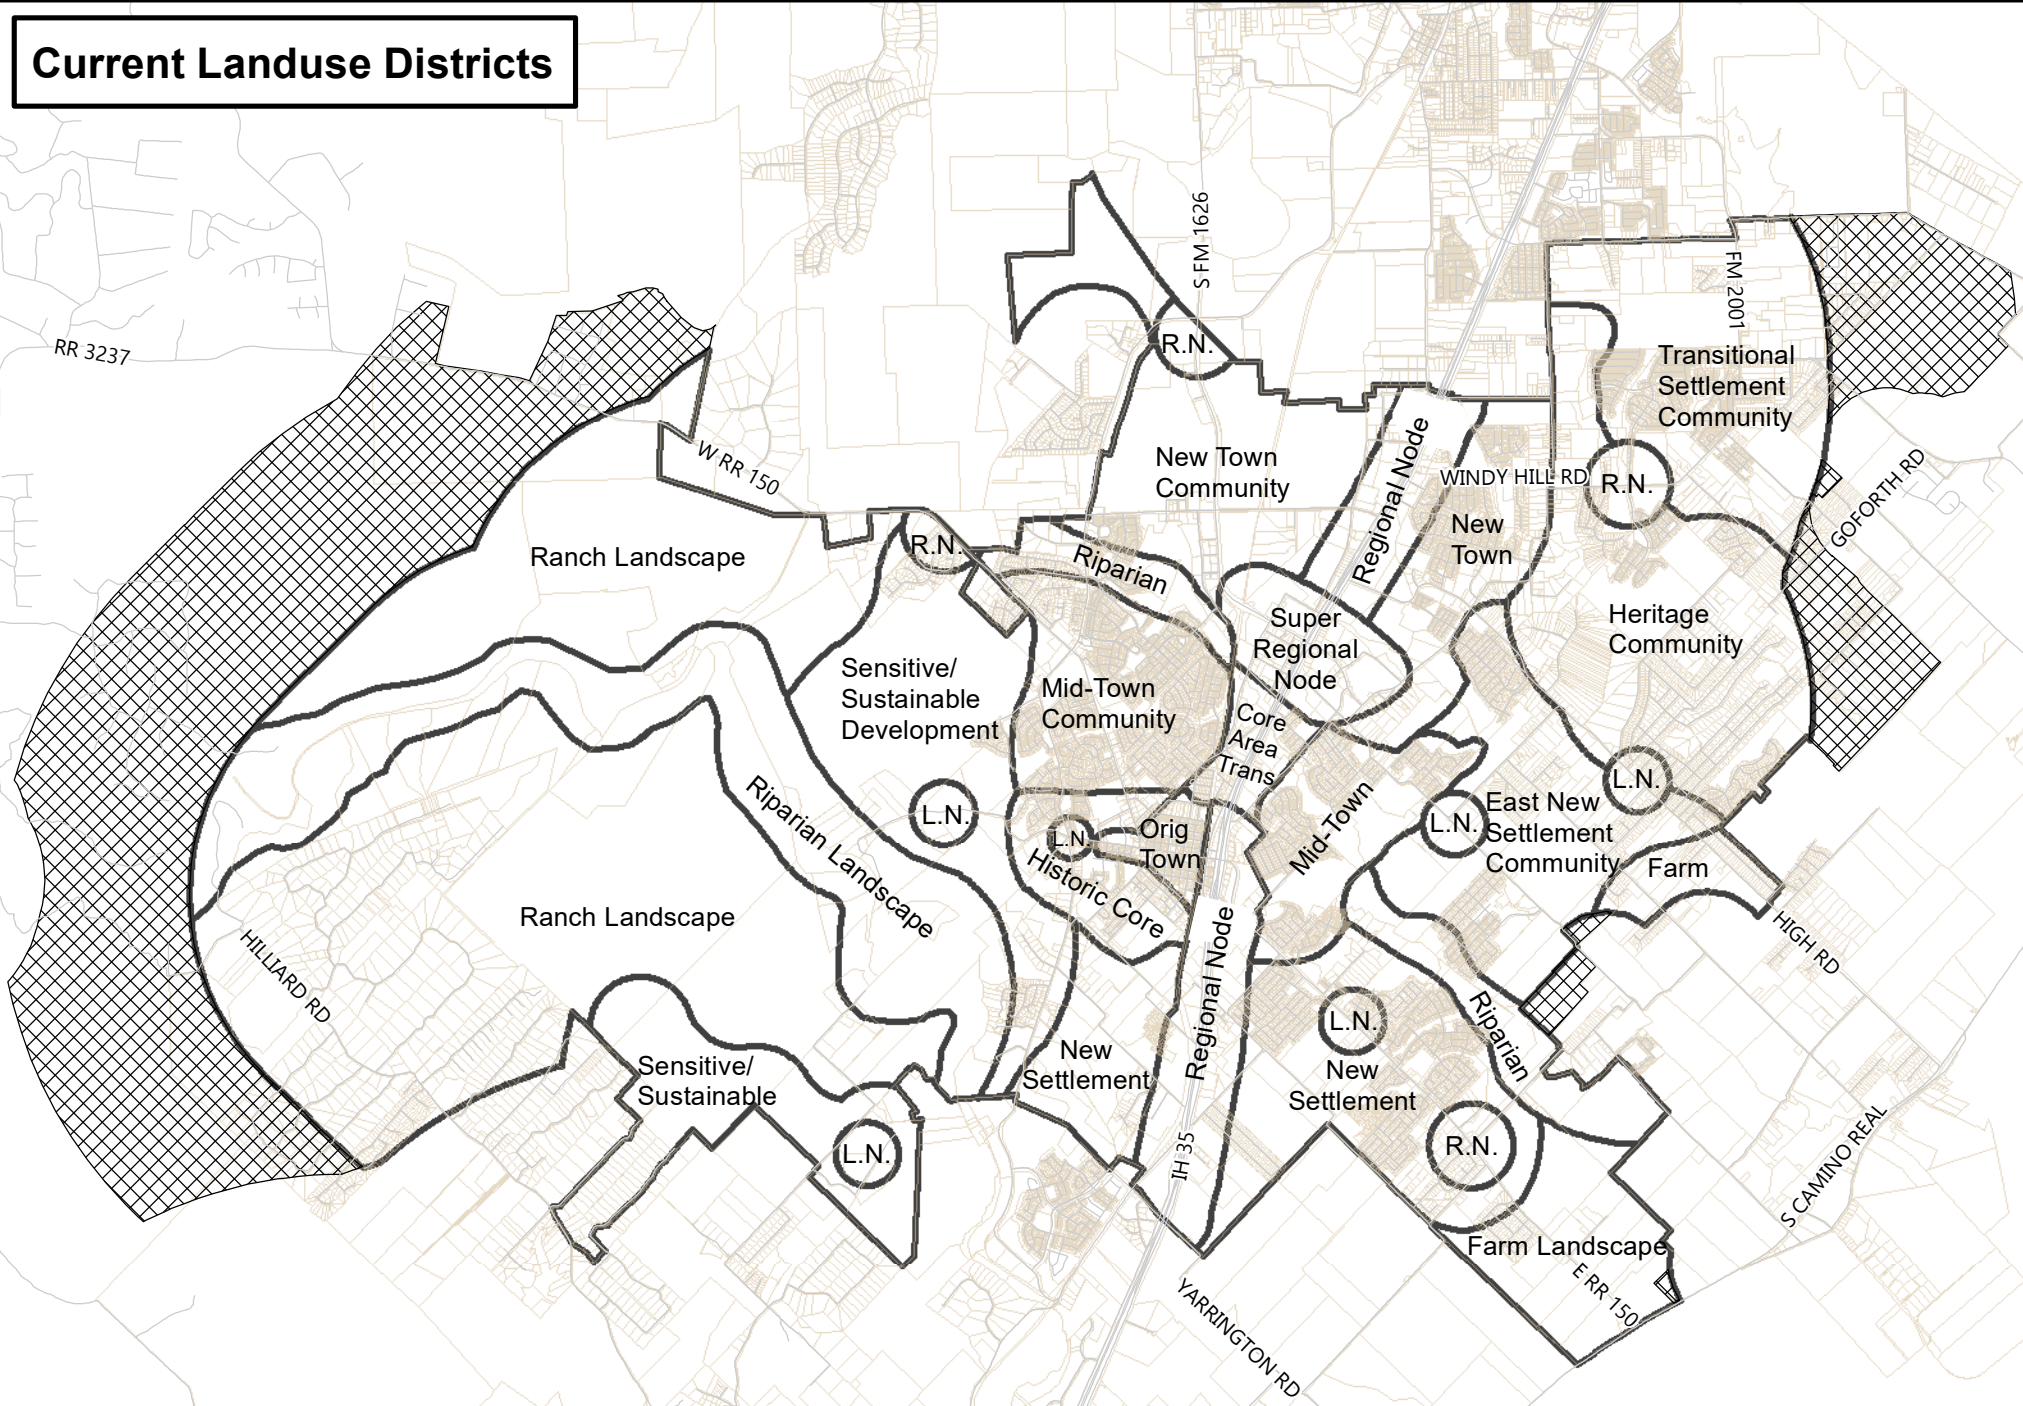 Current Landuse Districts
S FM 1626
FM 2001
RR 3237
R.N.
Transitional
Settlement
Community
W RR 150
New Town
Community
Regional Node
WINDY HILL RD
R.N.
GOFORTH RD
New
Town
Ranch Landscape
R.N.
Riparian
Super
Regional
Node
Heritage
Community
Sensitive/
Sustainable
Development
Mid-Town
Community
Core
Area
Trans
L.N.
L.N.
L.N.
Orig
Town
L.N.
East New
Settlement
Community
Mid-Town
Riparian Landscape
Historic Core
Farm
Ranch Landscape
HIGH RD
HILLIARD RD
Regional Node
L.N.
Riparian
New
Settlement
New
Settlement
Sensitive/
Sustainable
L.N.
IH 35
R.N.
S CAMINO REAL
Farm Landscape
E RR 150
YARRINGTON RD